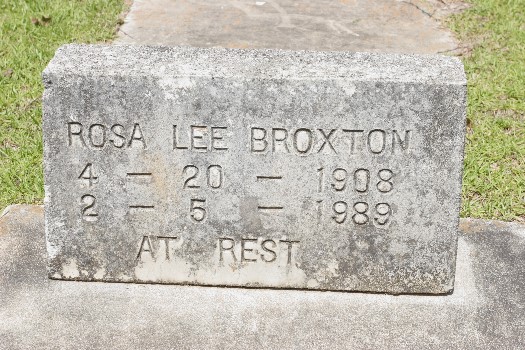 ROSA LEE BROXTON
4 – 20 – 1908
2 – 5 – 1989
AT REST